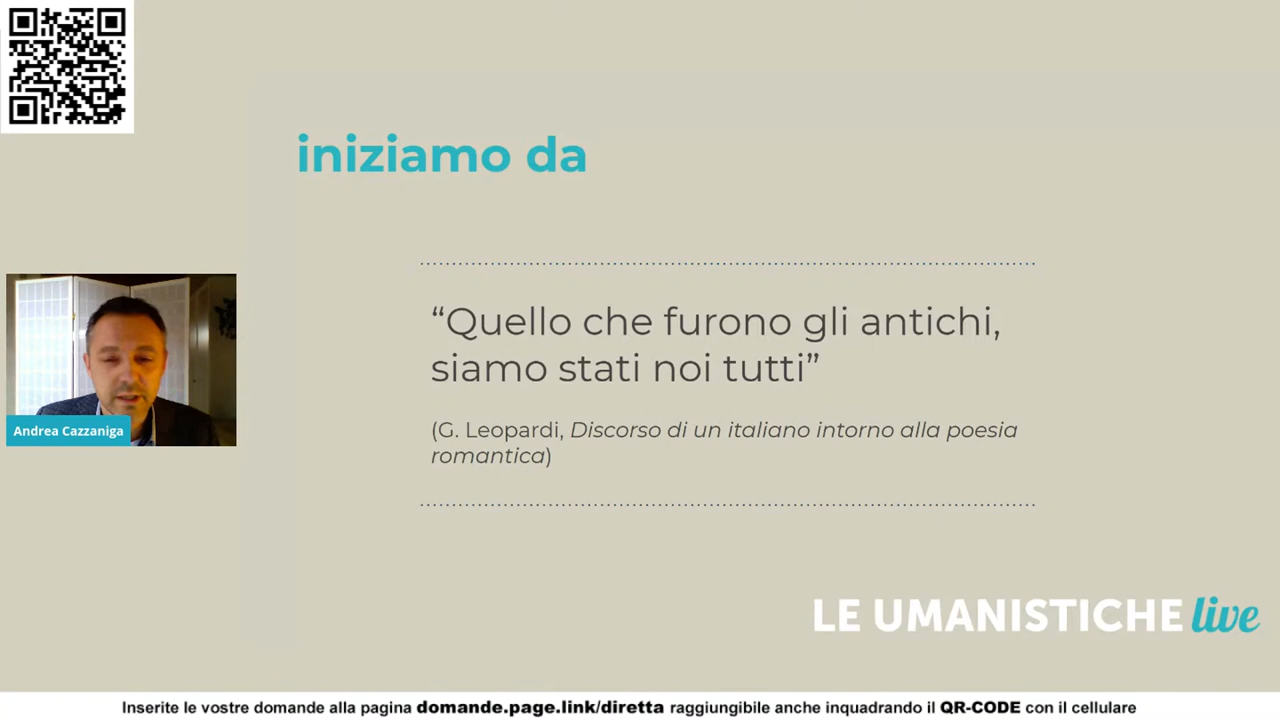 iniziamo da
“Quello che furono gli antichi,
siamo stati noi tutti”
(G. Leopardi, Discorso di un italiano intorno alla poesia
romantica)
Andrea Cazzaniga
LE UMANISTICHE live
Inserite le vostre domande alla pagina domande.page.link/diretta raggiungibile anche inquadrando il QR-CODE con il cellulare